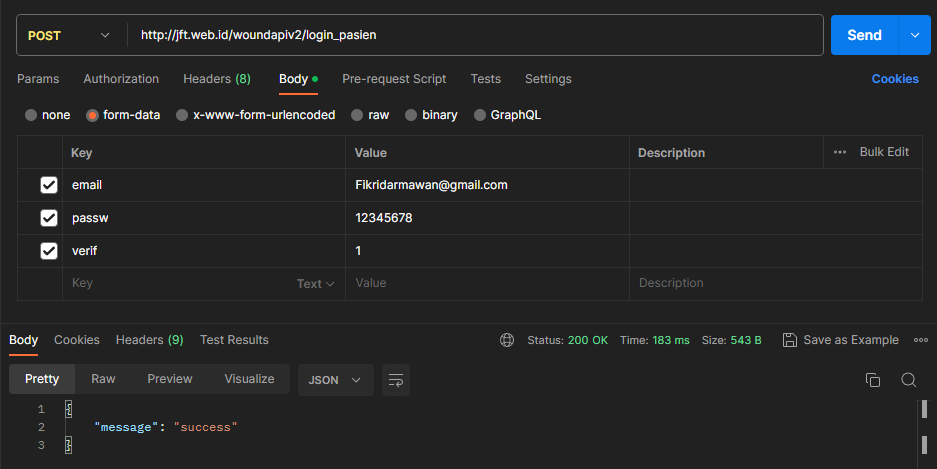 POST http://jft.web.id/woundapiv2/login_pasien Send
Params Authorization Headers (8) Body Pre-request Script Tests Settings Cookies
none form-data x-www-form-urlencoded raw binary GraphQL
Key Value Description ••• Bulk Edit
email Fikridarmawan@gmail.com
passw 12345678
verif 1
Key Text Value Description
Body Cookies Headers (9) Test Results Status: 200 OK Time: 183 ms Size: 543 B Save as Example
Pretty Raw Preview Visualize JSON
1 {
2 "message": "success"
3 }